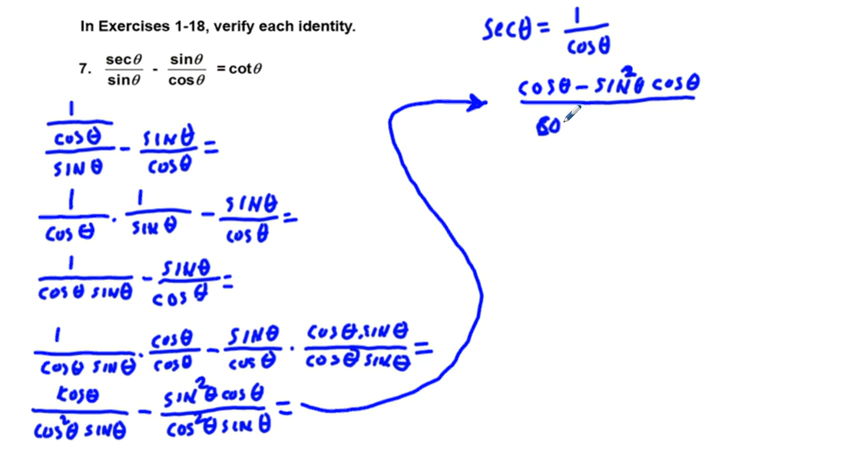 In Exercises 1-18, verify each identity.
7. secθ/sinθ - sinθ/cosθ = cotθ
(1/cosθ)/sinθ - sinθ/cosθ =
1/cosθ · 1/sinθ - sinθ/cosθ =
1/(cosθ sinθ) - sinθ/cosθ =
1/(cosθ sinθ) · cosθ/cosθ - sinθ/cosθ · (cosθ·sinθ)/(cosθ sinθ) =
cosθ/(cos²θ sinθ) - (sin²θ cosθ)/(cos²θ sinθ) =
secθ = 1/cosθ
cosθ - sin²θ cosθ